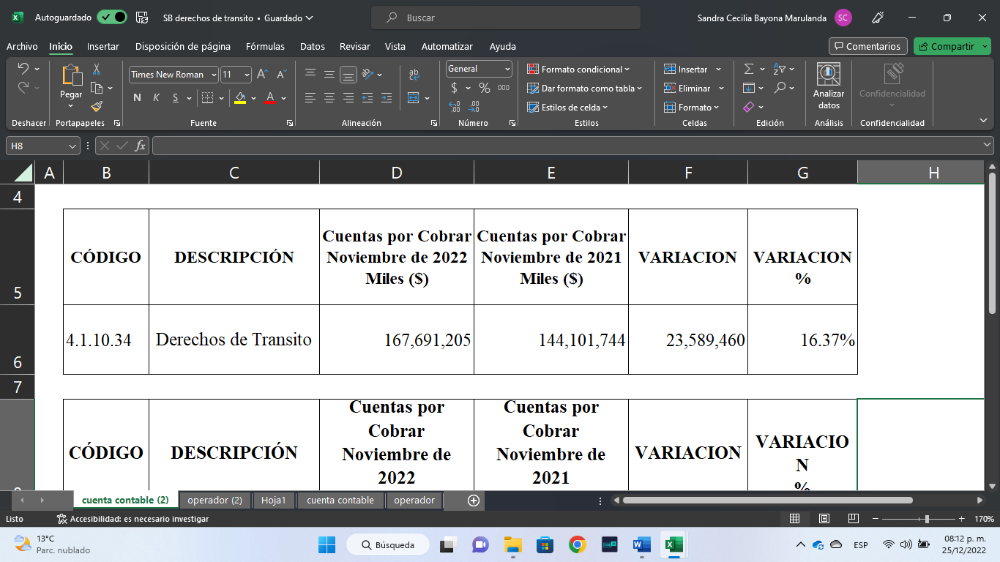 Autoguardado
SB derechos de transito • Guardado
Buscar
Sandra Cecilia Bayona Marulanda
SC
Archivo Inicio Insertar Disposición de página Fórmulas Datos Revisar Vista Automatizar Ayuda
Comentarios
Compartir
Pegar
Times New Roman
11
N K S
General
$ % 000
Formato condicional
Dar formato como tabla
Estilos de celda
Insertar
Eliminar
Formato
Analizar
datos
Confidencialidad
Deshacer Portapapeles Fuente Alineación Número Estilos Celdas Edición Análisis Confidencialidad
H8
fx
A B C D E F G H
4
5
CÓDIGO
DESCRIPCIÓN
Cuentas por Cobrar
Noviembre de 2022
Miles ($)
Cuentas por Cobrar
Noviembre de 2021
Miles ($)
VARIACION
VARIACION
%
6
4.1.10.34 Derechos de Transito 167,691,205 144,101,744 23,589,460 16.37%
7
CÓDIGO
DESCRIPCIÓN
Cuentas por
Cobrar
Noviembre de
2022
Cuentas por
Cobrar
Noviembre de
2021
VARIACION
VARIACIO
N
%
cuenta contable (2) operador (2) Hoja1 cuenta contable operador
Listo
Accesibilidad: es necesario investigar
170%
13°C
Parc. nublado
Búsqueda
ESP
08:12 p. m.
25/12/2022